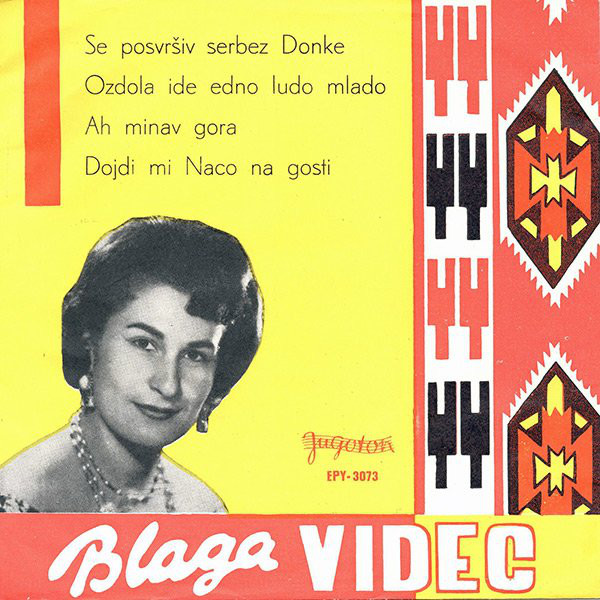 Se posvršiv serbez Donke
Ozdola ide edno ludo mlado
Ah minav gora
Dojdi mi Naco na gosti
Jugoton
EPY-3073
Blaga VIDEC